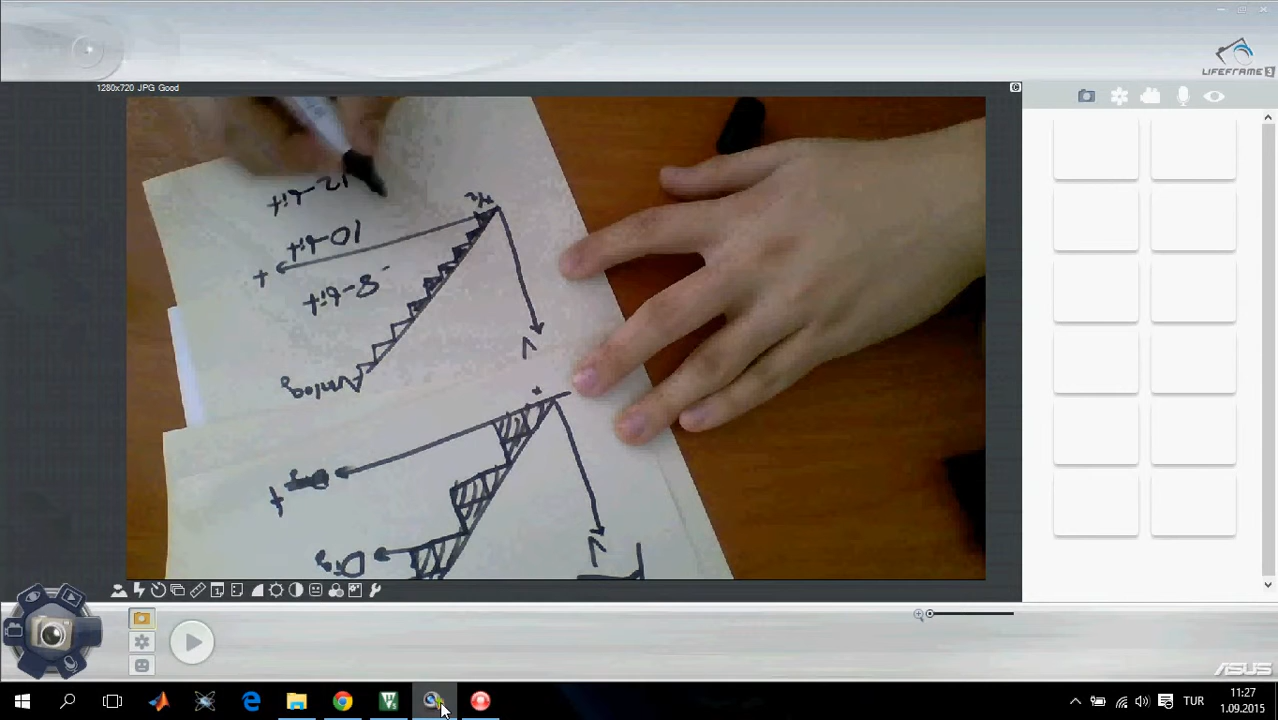 LIFEFRAME 3
1280x720 JPG Good
12-bit
10-bit
t
8-bit
V
Analog
t
Dig
V
ASUS
TUR
11:27
1.09.2015